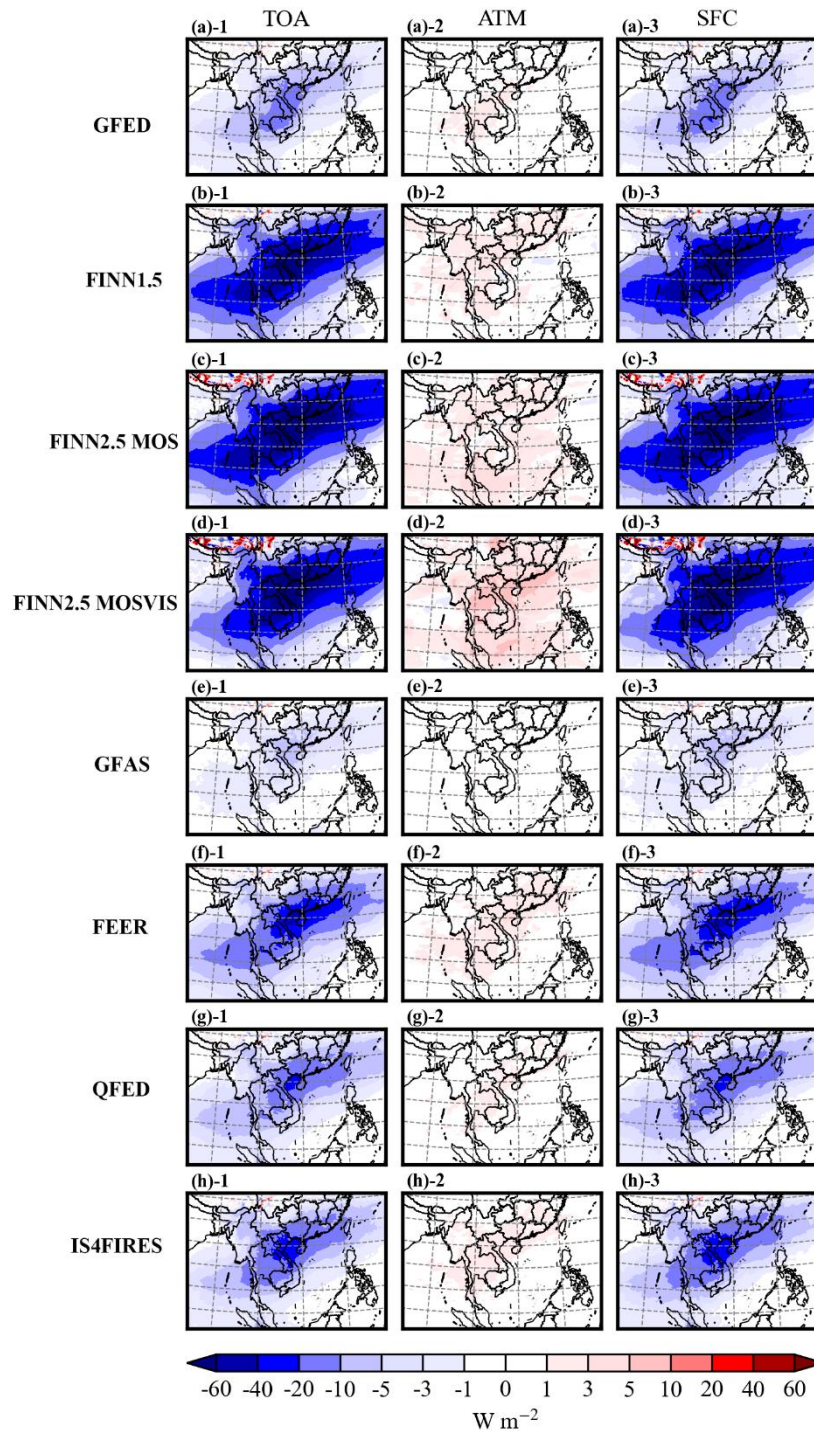 TOA ATM SFC
(a)-1 (a)-2 (a)-3
GFED
(b)-1 (b)-2 (b)-3
FINN1.5
(c)-1 (c)-2 (c)-3
FINN2.5 MOS
(d)-1 (d)-2 (d)-3
FINN2.5 MOSVIS
(e)-1 (e)-2 (e)-3
GFAS
(f)-1 (f)-2 (f)-3
FEER
(g)-1 (g)-2 (g)-3
QFED
(h)-1 (h)-2 (h)-3
IS4FIRES
-60 -40 -20 -10 -5 -3 -1 0 1 3 5 10 20 40 60
W m⁻²